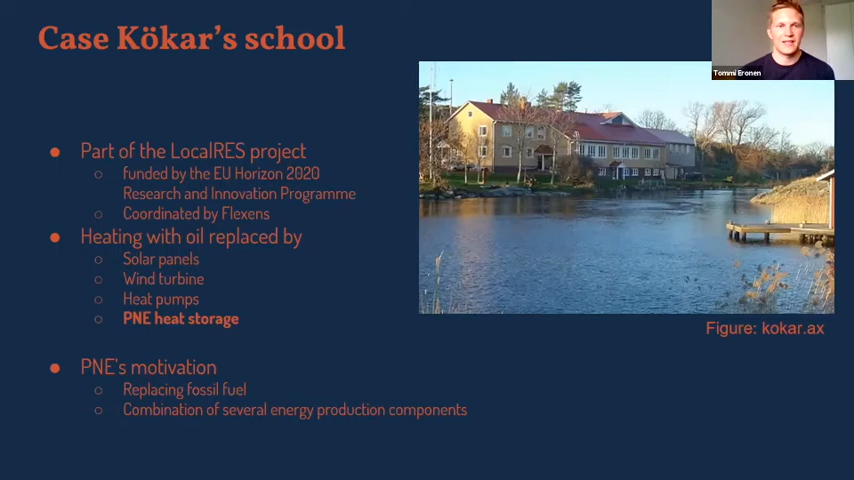 Case Kökar's school
Tommi Eronen
Part of the LocalRES project
funded by the EU Horizon 2020
Research and Innovation Programme
Coordinated by Flexens
Heating with oil replaced by
Solar panels
Wind turbine
Heat pumps
PNE heat storage
Figure: kokar.ax
PNE's motivation
Replacing fossil fuel
Combination of several energy production components